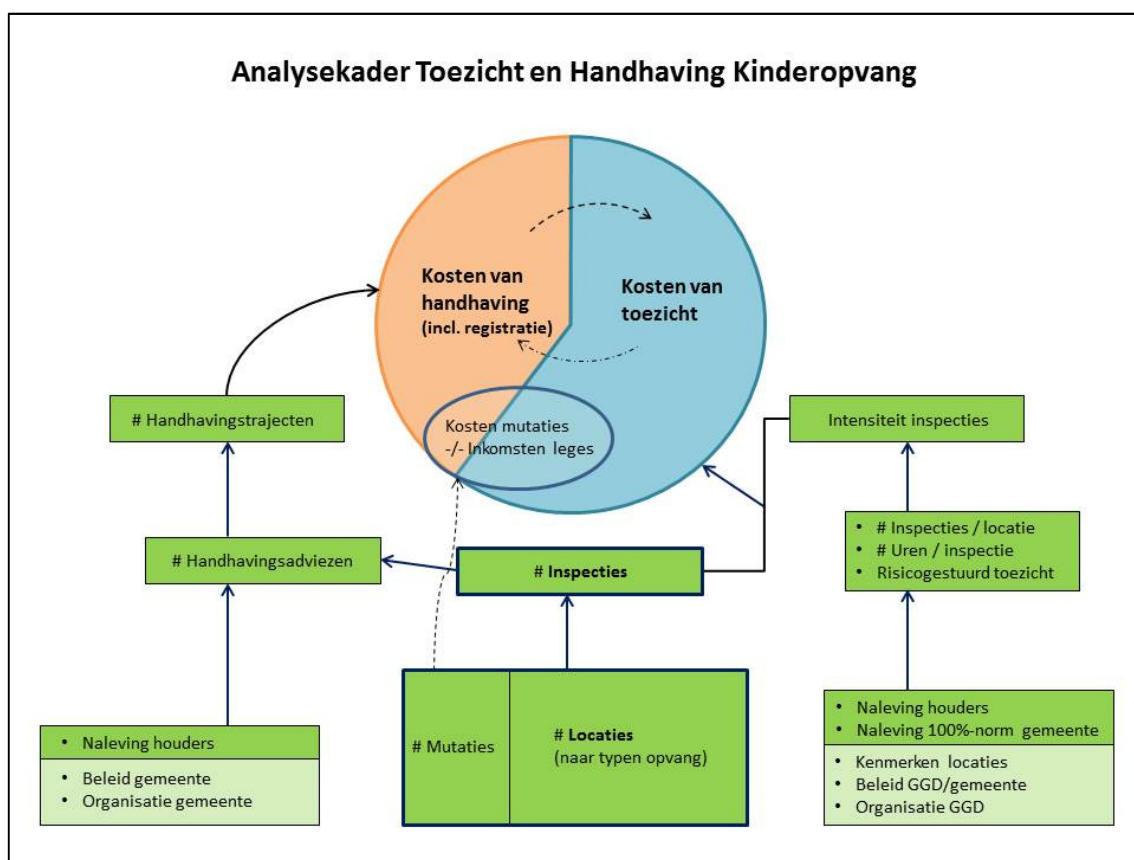 Analysekader Toezicht en Handhaving Kinderopvang
Kosten van
handhaving
(incl. registratie)
Kosten van
toezicht
Kosten mutaties
-/- Inkomsten leges
# Handhavingstrajecten
Intensiteit inspecties
# Handhavingsadviezen
# Inspecties
• # Inspecties / locatie
• # Uren / inspectie
• Risicogestuurd toezicht
# Mutaties
# Locaties
(naar typen opvang)
• Naleving houders
• Beleid gemeente
• Organisatie gemeente
• Naleving houders
• Naleving 100%-norm gemeente
• Kenmerken locaties
• Beleid GGD/gemeente
• Organisatie GGD